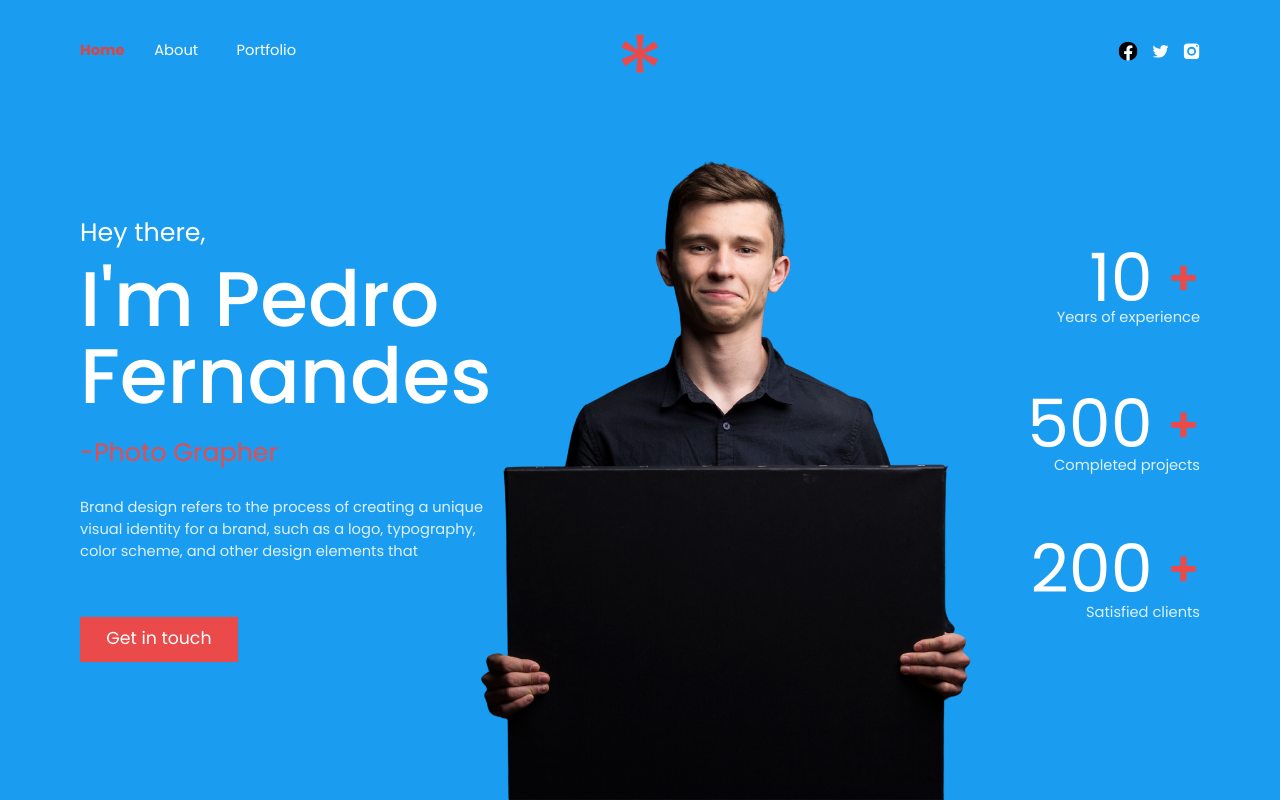 Home About Portfolio
Hey there,
I'm Pedro
Fernandes
-Photo Grapher
Brand design refers to the process of creating a unique
visual identity for a brand, such as a logo, typography,
color scheme, and other design elements that
Get in touch
10 +
Years of experience
500 +
Completed projects
200 +
Satisfied clients